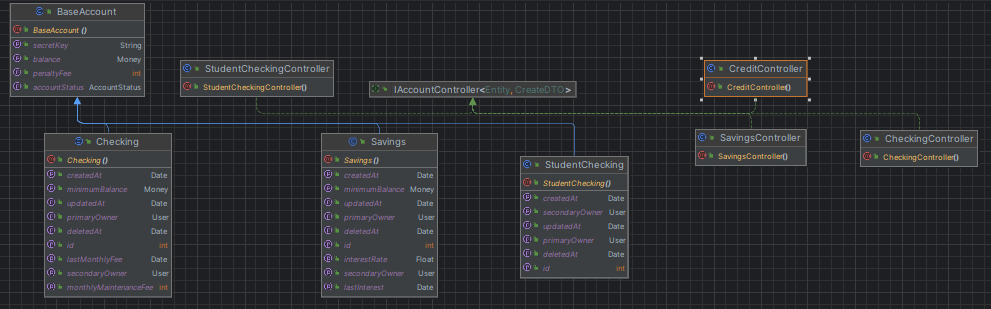 BaseAccount
BaseAccount ()
secretKey String
balance Money
penaltyFee int
accountStatus AccountStatus
StudentCheckingController
StudentCheckingController()
IAccountController<Entity, CreateDTO>
CreditController
CreditController()
SavingsController
SavingsController()
CheckingController
CheckingController()
Checking
Checking ()
createdAt Date
minimumBalance Money
updatedAt Date
primaryOwner User
deletedAt Date
id int
lastMonthlyFee Date
secondaryOwner User
monthlyMaintenanceFee int
Savings
Savings ()
createdAt Date
minimumBalance Money
updatedAt Date
primaryOwner User
deletedAt Date
id int
interestRate Float
secondaryOwner User
lastInterest Date
StudentChecking
StudentChecking()
createdAt Date
secondaryOwner User
updatedAt Date
primaryOwner User
deletedAt Date
id int